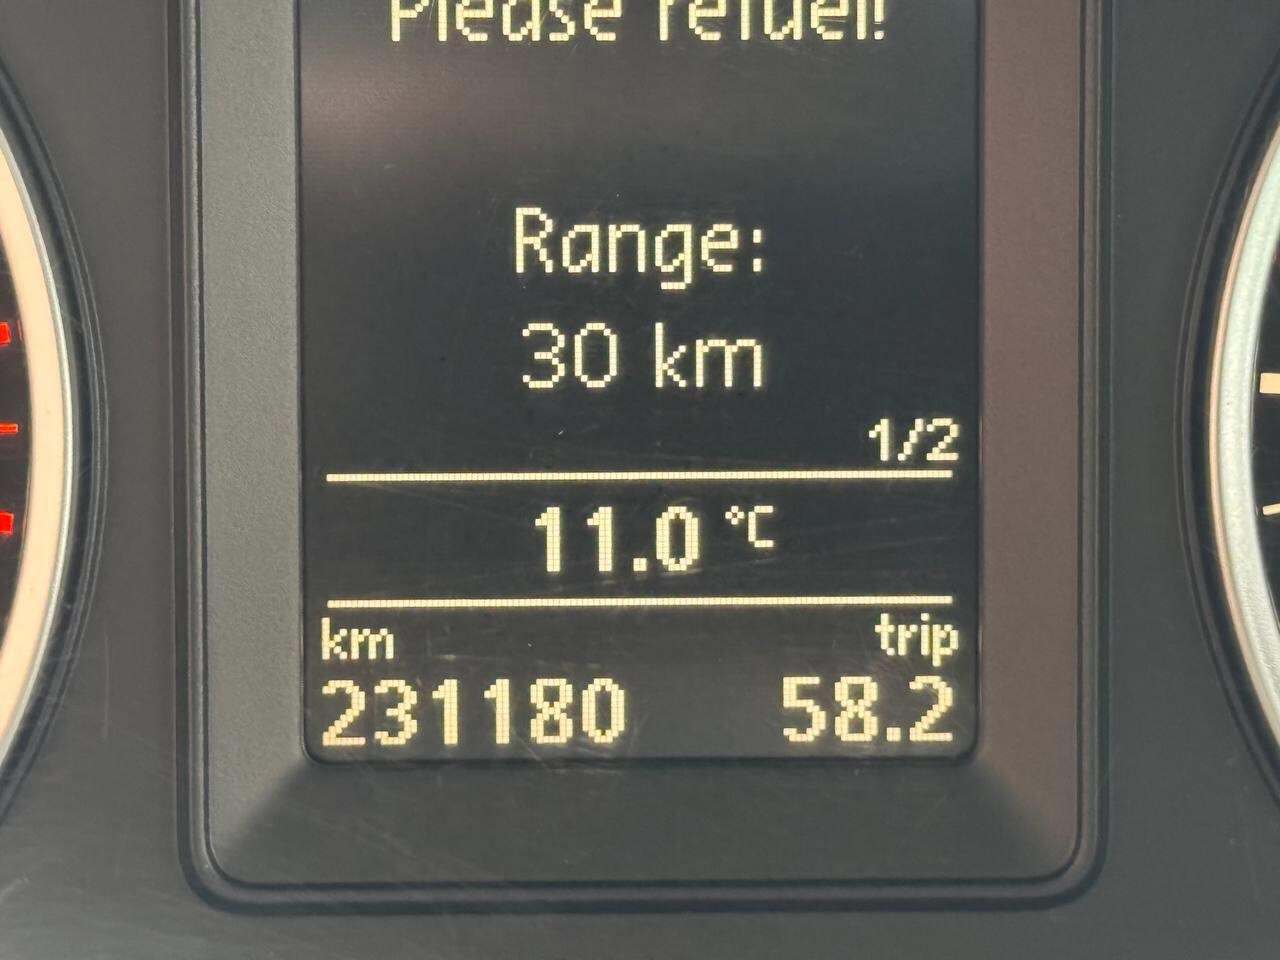 Please refuel!
Range:
30 km
1/2
11.0 °C
km trip
231180 58.2